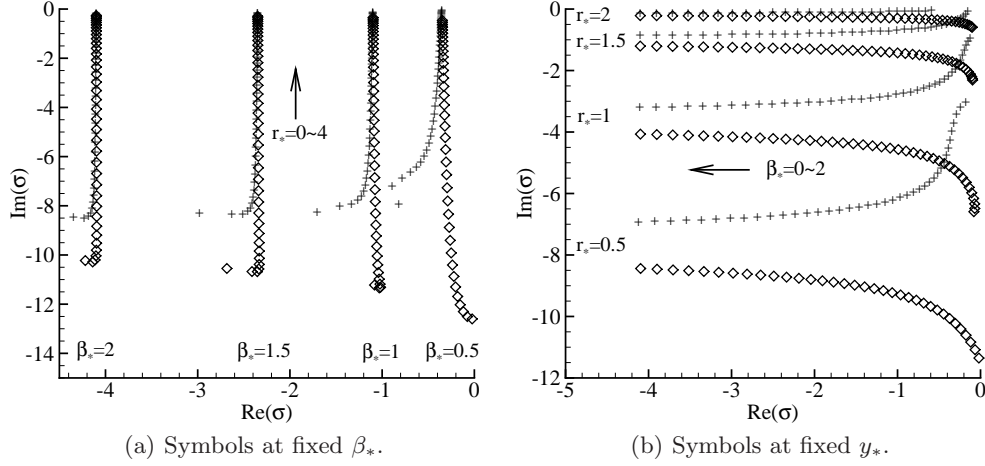 0
-2
-4
-6
-8
-10
-12
-14
Im(σ)
r*=0~4
β*=2
β*=1.5
β*=1
β*=0.5
-4
-3
-2
-1
0
Re(σ)
(a) Symbols at fixed β*.
0
-2
-4
-6
-8
-10
-12
Im(σ)
r*=2
r*=1.5
r*=1
β*=0~2
r*=0.5
-5
-4
-3
-2
-1
0
Re(σ)
(b) Symbols at fixed y*.